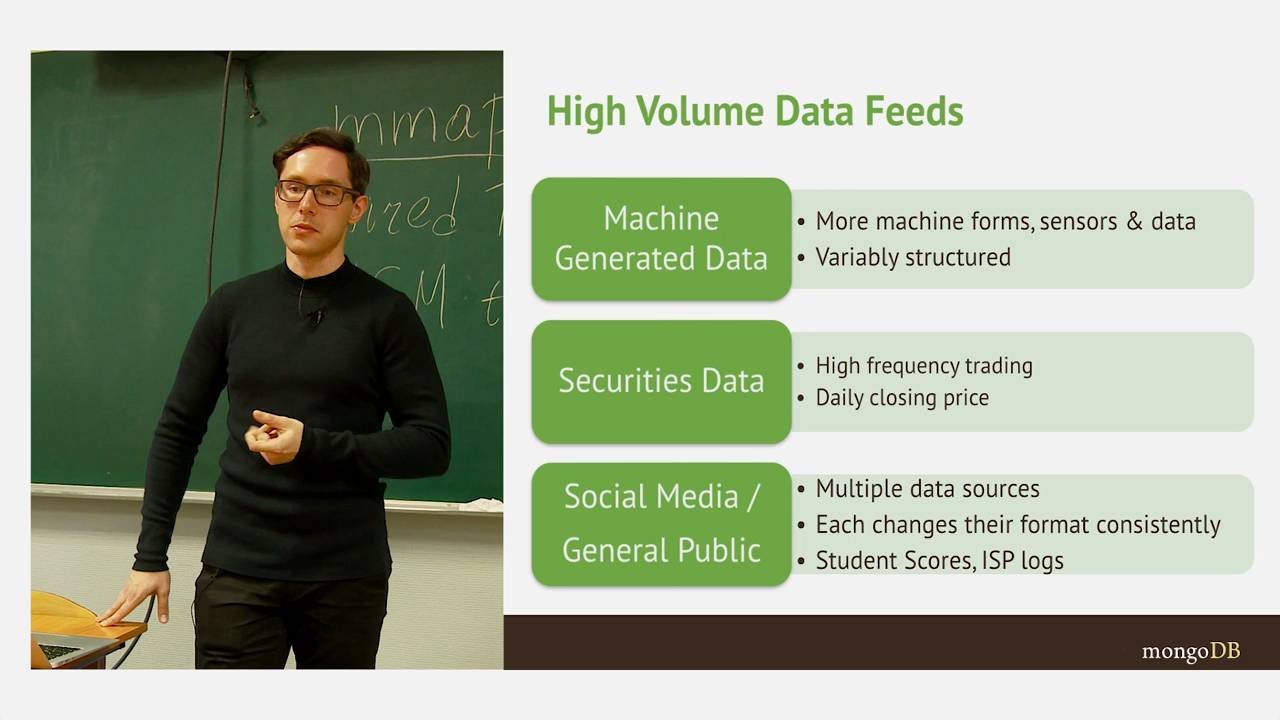 mmap
High Volume Data Feeds
Machine
Generated Data
• More machine forms, sensors & data
• Variably structured
Securities Data
• High frequency trading
• Daily closing price
Social Media /
General Public
• Multiple data sources
• Each changes their format consistently
• Student Scores, ISP logs
mongoDB